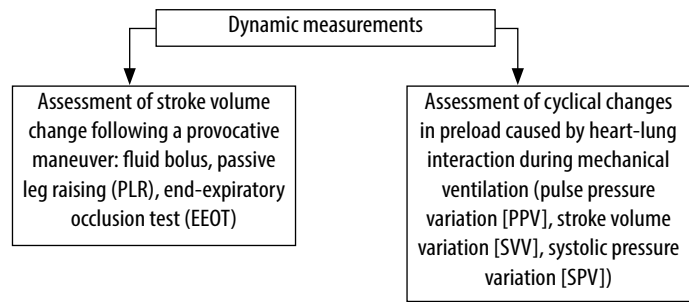 Dynamic measurements
Assessment of stroke volume
change following a provocative
maneuver: fluid bolus, passive
leg raising (PLR), end-expiratory
occlusion test (EEOT)
Assessment of cyclical changes
in preload caused by heart-lung
interaction during mechanical
ventilation (pulse pressure
variation [PPV], stroke volume
variation [SVV], systolic pressure
variation [SPV])